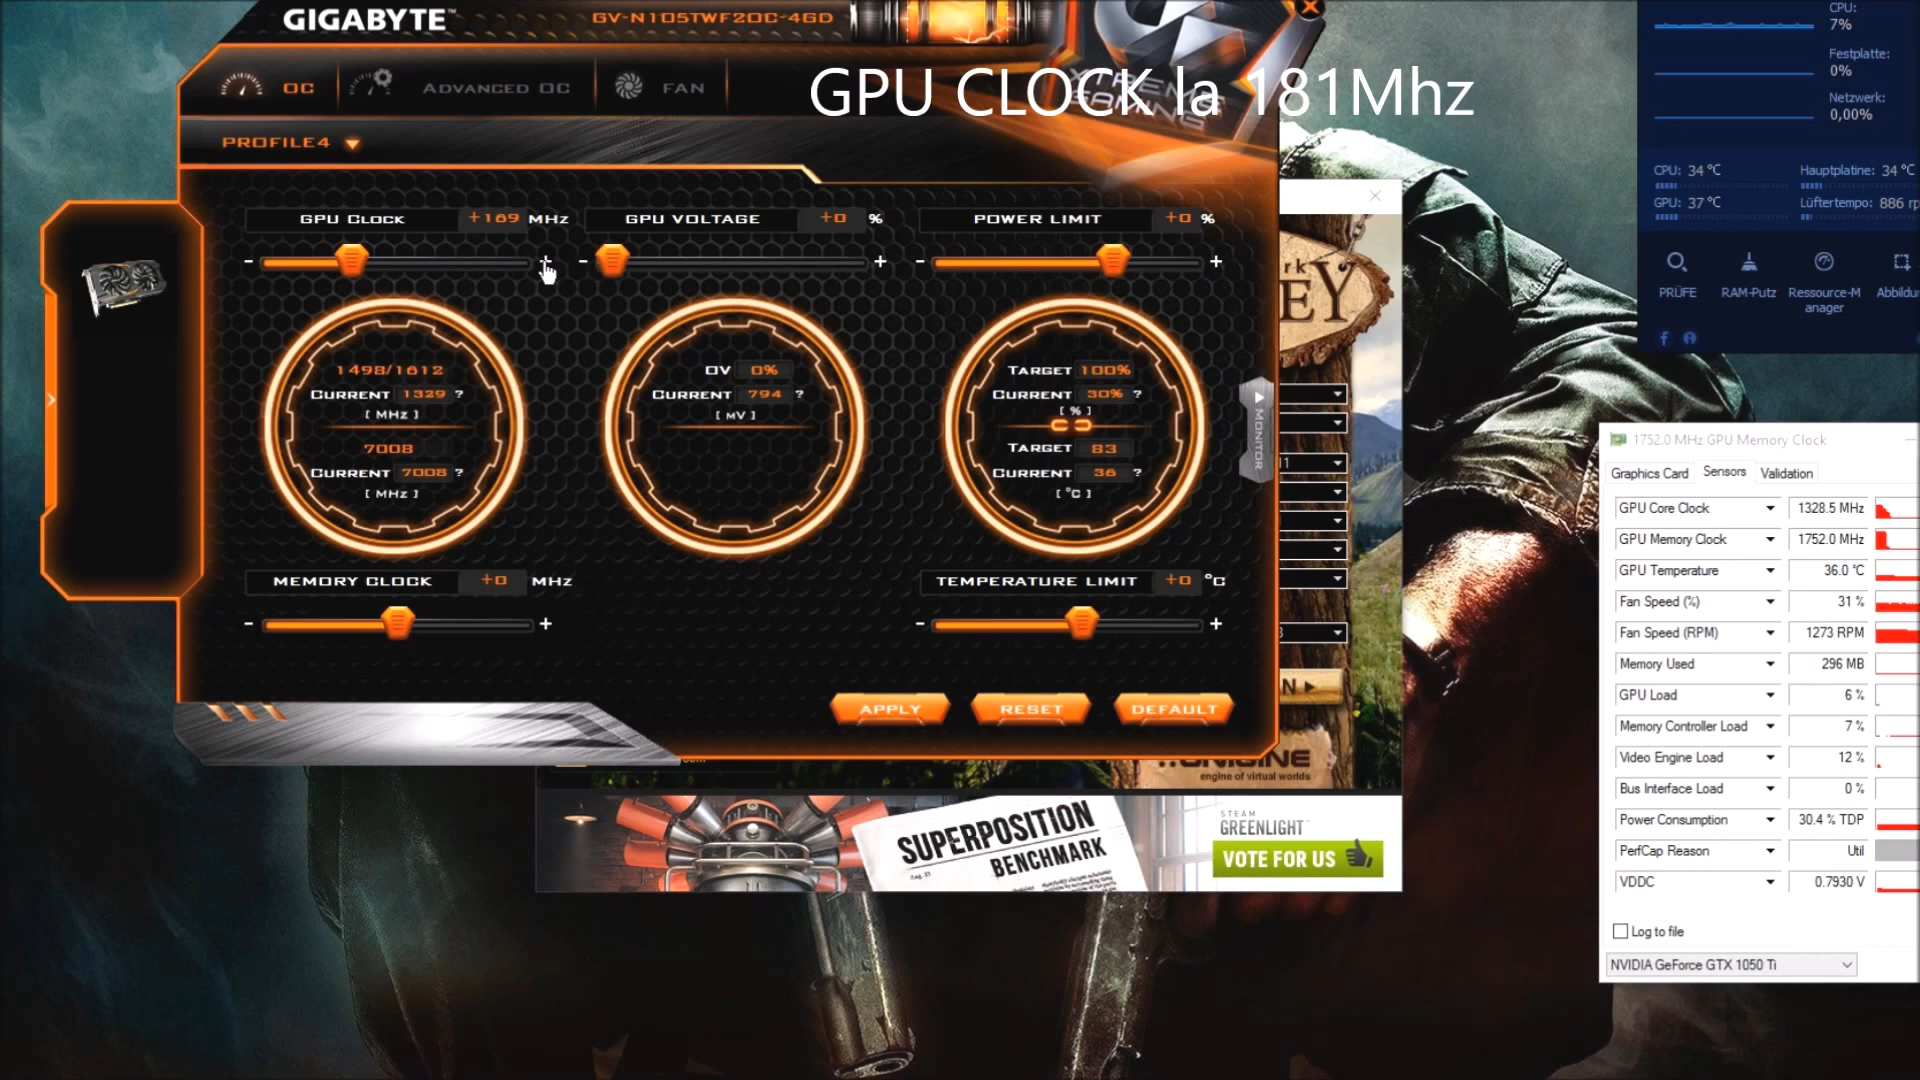 GIGABYTE™
GV-N105TWF2OC-4GD
OC
ADVANCED OC
FAN
XTREME GAMING
GPU CLOCK la 181Mhz
PROFILE4
GPU CLOCK +169 MHZ
GPU VOLTAGE +0 %
POWER LIMIT +0 %
- +
- +
- +
1498/1612
CURRENT 1329 ?
[ MHZ ]
7008
CURRENT 7008 ?
[ MHZ ]
OV 0%
CURRENT 794 ?
[ MV ]
TARGET 100%
CURRENT 30% ?
[ % ]
TARGET 83
CURRENT 36 ?
[ °C ]
MONITOR
MEMORY CLOCK +0 MHZ
TEMPERATURE LIMIT +0 °C
- +
- +
APPLY
RESET
DEFAULT
engine of virtual worlds
SUPERPOSITION
BENCHMARK
STEAM
GREENLIGHT
VOTE FOR US
CPU:
7%
Festplatte:
0%
Netzwerk:
0,00%
CPU: 34 °C
Hauptplatine: 34 °C
GPU: 37 °C
Lüftertempo: 886 rp
PRÜFE
RAM-Putz
Ressource-M
anager
Abbildu
1752.0 MHz GPU Memory Clock
Graphics Card Sensors Validation
GPU Core Clock 1328.5 MHz
GPU Memory Clock 1752.0 MHz
GPU Temperature 36.0 °C
Fan Speed (%) 31 %
Fan Speed (RPM) 1273 RPM
Memory Used 296 MB
GPU Load 6 %
Memory Controller Load 7 %
Video Engine Load 12 %
Bus Interface Load 0 %
Power Consumption 30.4 % TDP
PerfCap Reason Util
VDDC 0.7930 V
Log to file
NVIDIA GeForce GTX 1050 Ti